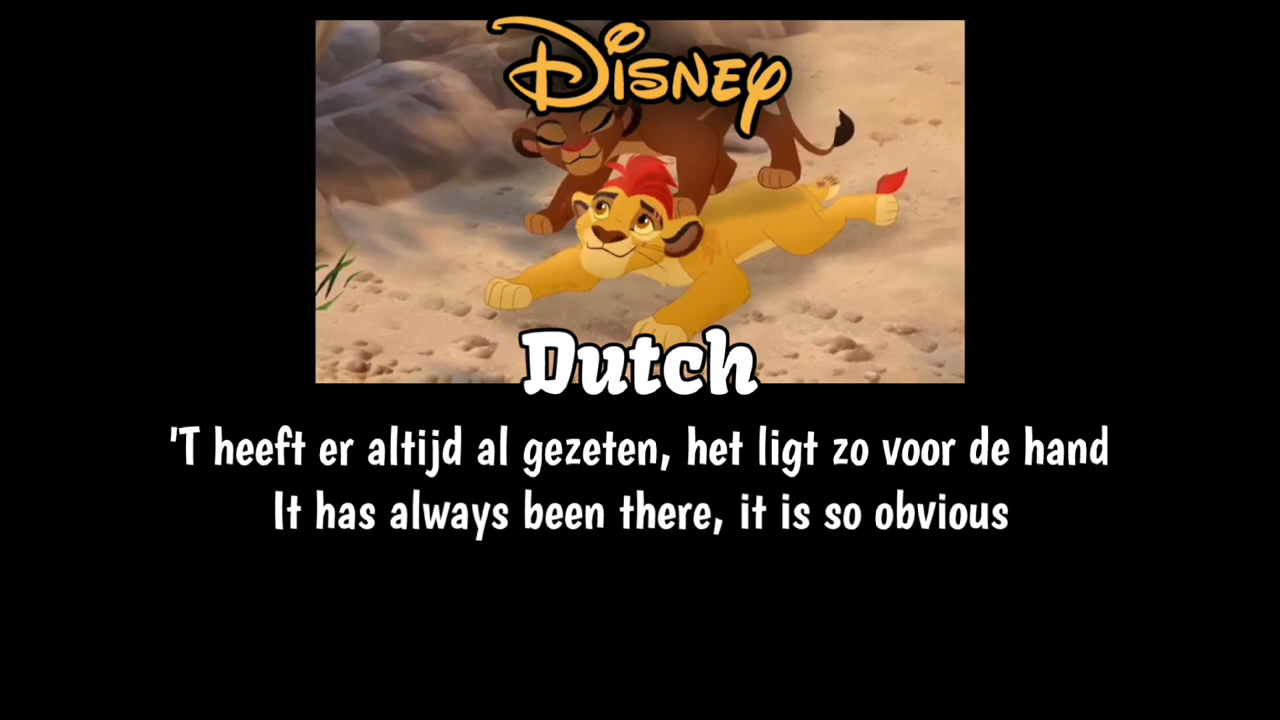 Disney
Dutch
'T heeft er altijd al gezeten, het ligt zo voor de hand
It has always been there, it is so obvious